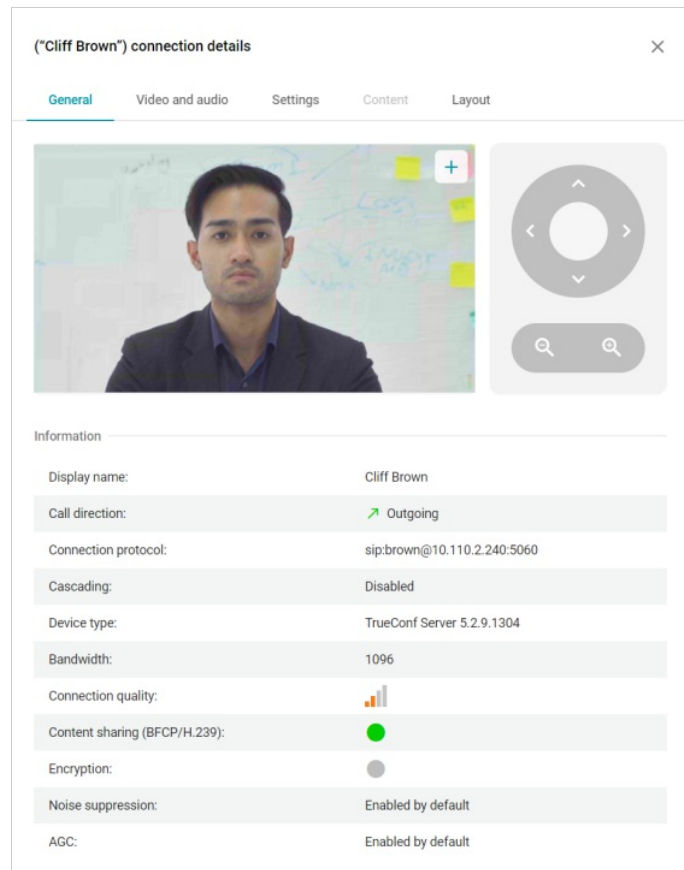 ("Cliff Brown") connection details
General Video and audio Settings Content Layout
Information
Display name: Cliff Brown
Call direction: Outgoing
Connection protocol: sip:brown@10.110.2.240:5060
Cascading: Disabled
Device type: TrueConf Server 5.2.9.1304
Bandwidth: 1096
Connection quality:
Content sharing (BFCP/H.239):
Encryption:
Noise suppression: Enabled by default
AGC: Enabled by default